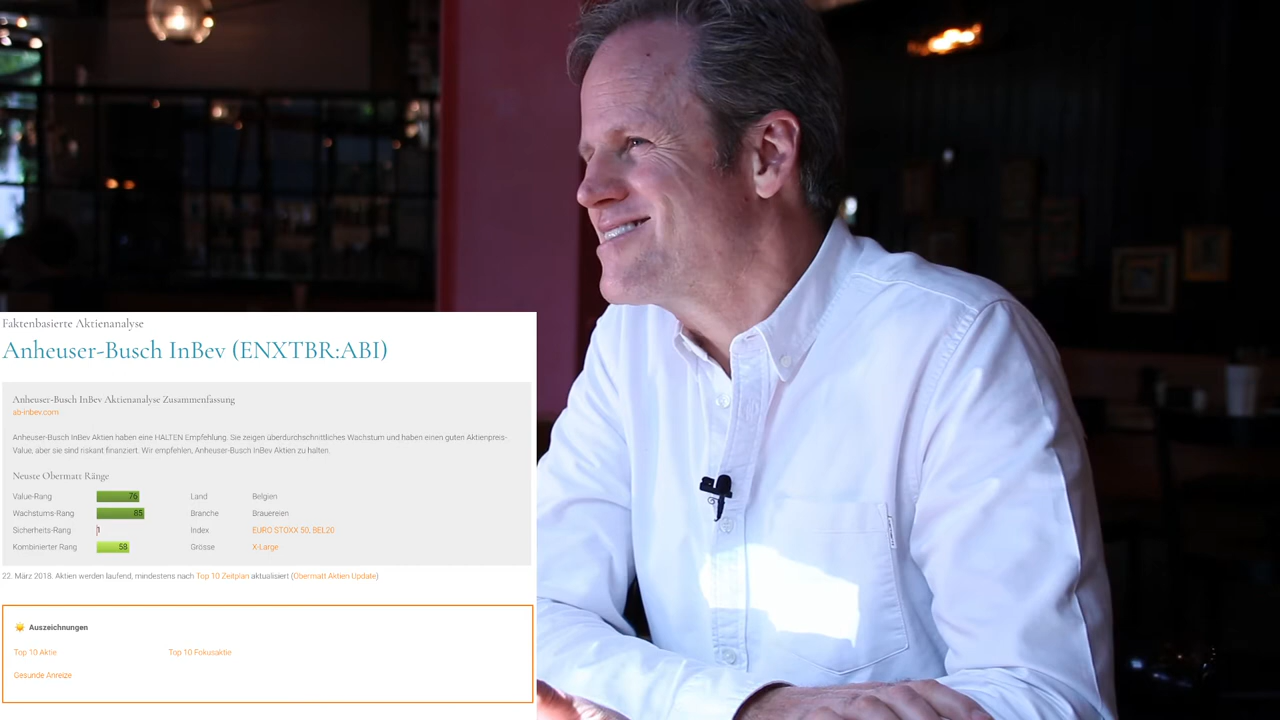 Faktenbasierte Aktienanalyse
Anheuser-Busch InBev (ENXTBR:ABI)
Anheuser-Busch InBev Aktienanalyse Zusammenfassung
ab-inbev.com
Anheuser-Busch InBev Aktien haben eine HALTEN Empfehlung. Sie zeigen überdurchschnittliches Wachstum und haben einen guten Aktienpreis-
Value, aber sie sind riskant finanziert. Wir empfehlen, Anheuser-Busch InBev Aktien zu halten.
Neuste Obermatt Ränge
Value-Rang 76 Land Belgien
Wachstums-Rang 85 Branche Brauereien
Sicherheits-Rang 1 Index EURO STOXX 50, BEL20
Kombinierter Rang 58 Grösse X-Large
22. März 2018. Aktien werden laufend, mindestens nach Top 10 Zeitplan aktualisiert (Obermatt Aktien Update)
Auszeichnungen
Top 10 Aktie Top 10 Fokusaktie
Gesunde Anreize